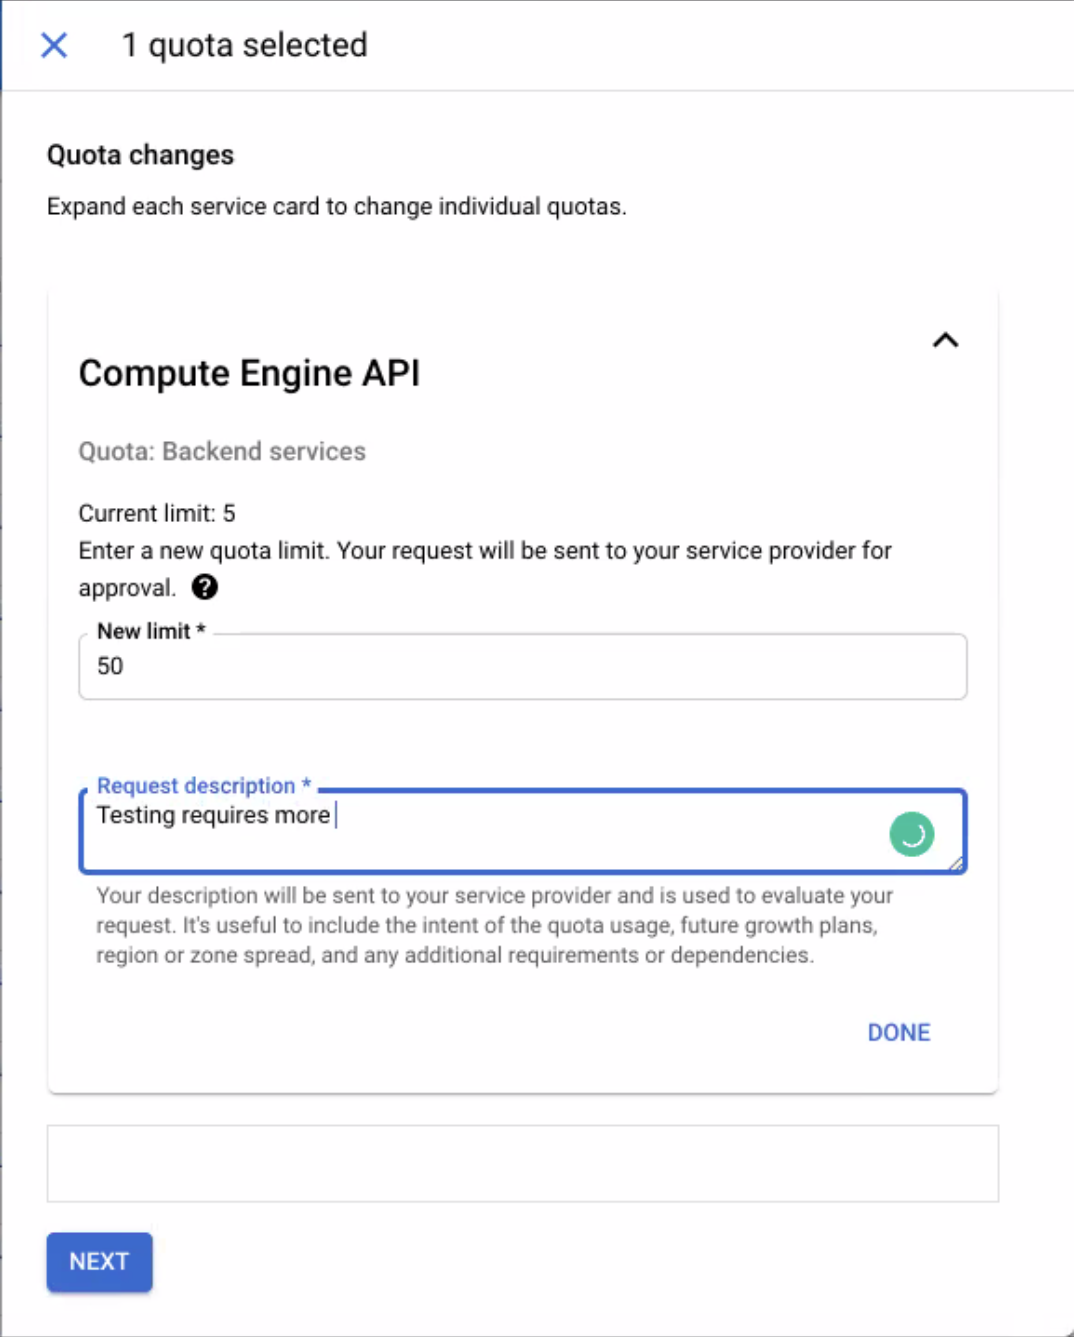 1 quota selected
Quota changes
Expand each service card to change individual quotas.
Compute Engine API
Quota: Backend services
Current limit: 5
Enter a new quota limit. Your request will be sent to your service provider for
approval. ?
New limit *
50
Request description *
Testing requires more
Your description will be sent to your service provider and is used to evaluate your
request. It's useful to include the intent of the quota usage, future growth plans,
region or zone spread, and any additional requirements or dependencies.
DONE
NEXT